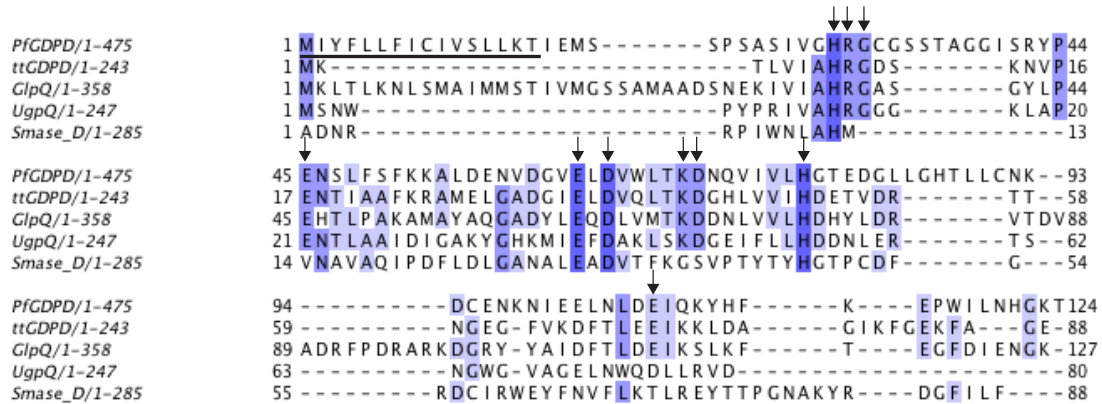 PfGDPD/1-475 1 MIYFLLFICIVSLLKTIEMS-------SPSASIVGHRGCGSSTAGGISRYP 44
ttGDPD/1-243 1 MK----------------------------TLVIAHRGDS-------KNVP 16
GlpQ/1-358 1 MKLTLKNLSMAIMMSTIVMGSSAMAADSNEKIVIAHRGAS-------GYLP 44
UgpQ/1-247 1 MSNW------------------------PYPRIVAHRGGG-------KLAP 20
Smase_D/1-285 1 ADNR------------------------RPIWNLAHM-------------- 13
PfGDPD/1-475 45 ENSLFSFKKALDENVDGVELDVWLTKDNQVIVLHGTEDGLLGHTLLCNK-- 93
ttGDPD/1-243 17 ENTIAAFKRAMELGADGIELDVQLTKDGHLVVIHDETVDR-------TT-- 58
GlpQ/1-358 45 EHTLPAKAMAYAQGADYLEQDLVMTKDDNLVVLHDHYLDR-------VTDV 88
UgpQ/1-247 21 ENTLAAIDIGAKYGHKMIEFDAKLSKDGEIFLLHDDNLER-------TS-- 62
Smase_D/1-285 14 VNAVAQIPDFLDLGANALEADVTFKGSVPTYTYHGTPCDF-------G--- 54
PfGDPD/1-475 94 ----------DCENKNIEELNLDEIQKYHF-----K----EPWILNHGKT 124
ttGDPD/1-243 59 ----------NGEG-FVKDFTLEEIKKLDA-----GIKFGEKFA---GE- 88
GlpQ/1-358 89 ADRFPDRARKDGRY-YAIDFTLDEIKSLKF-----T----EGFDIENGK- 127
UgpQ/1-247 63 ----------NGWG-VAGELNWQDLLRVD--------------------- 80
Smase_D/1-285 55 ---------RDCIRWEYFNVFLKTLREYTTPGNAKYR---DGFILF---- 88